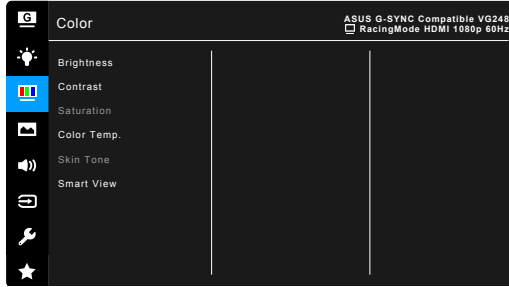 G
Color
ASUS G-SYNC Compatible VG248
RacingMode HDMI 1080p 60Hz
Brightness
Contrast
Saturation
Color Temp.
Skin Tone
Smart View